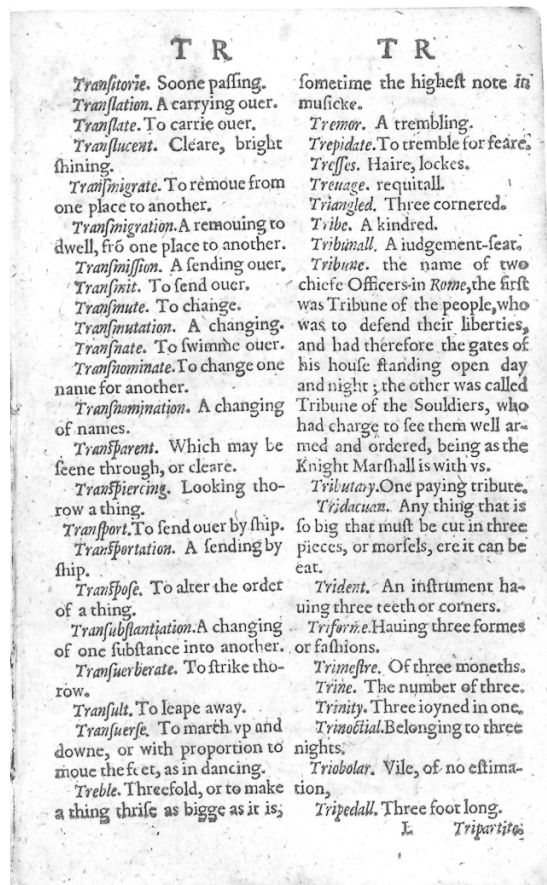 T R
Tranſitorie. Soone paſſing.
Tranſlation. A carrying ouer.
Tranſlate. To carrie ouer.
Tranſlucent. Cleare, bright
ſhining.
Tranſmigrate. To remoue from
one place to another.
Tranſmigration. A remouing to
dwell, frō one place to another.
Tranſmiſſion. A ſending ouer.
Tranſmit. To ſend ouer.
Tranſmute. To change.
Tranſmutation. A changing.
Tranſnate. To ſwimme ouer.
Tranſnominate. To change one
name for another.
Tranſnomination. A changing
of names.
Tranſparent. Which may be
ſeene through, or cleare.
Tranſpiercing. Looking tho-
row a thing.
Tranſport. To ſend ouer by ſhip.
Tranſportation. A ſending by
ſhip.
Tranſpoſe. To alter the order
of a thing.
Tranſubſtantiation. A changing
of one ſubſtance into another.
Tranſuerberate. To ſtrike tho-
row.
Tranſult. To leape away.
Tranſuerſe. To march vp and
downe, or with proportion to
moue the feet, as in dancing.
Treble. Threefold, or to make
a thing thriſe as bigge as it is;
T R
ſometime the higheſt note in
muſicke.
Tremor. A trembling.
Trepidate. To tremble for feare.
Treſſes. Haire, lockes.
Treuage. requitall.
Triangled. Three cornered.
Tribe. A kindred.
Tribunall. A iudgement-ſeat.
Tribune. the name of two
chiefe Officers in Rome, the firſt
was Tribune of the people, who
was to defend their liberties,
and had therefore the gates of
his houſe ſtanding open day
and night; the other was called
Tribune of the Souldiers, who
had charge to ſee them well ar-
med and ordered, being as the
Knight Marſhall is with vs.
Tributary. One paying tribute.
Tridacuan. Any thing that is
ſo big that muſt be cut in three
pieces, or morſels, ere it can be
eat.
Trident. An inſtrument ha-
uing three teeth or corners.
Triforme. Hauing three formes
or faſhions.
Trimeſtre. Of three moneths.
Trine. The number of three.
Trinity. Three ioyned in one.
Trinoctial. Belonging to three
nights.
Triobolar. Vile, of no eſtima-
tion,
Tripedall. Three foot long.
L Tripartite.